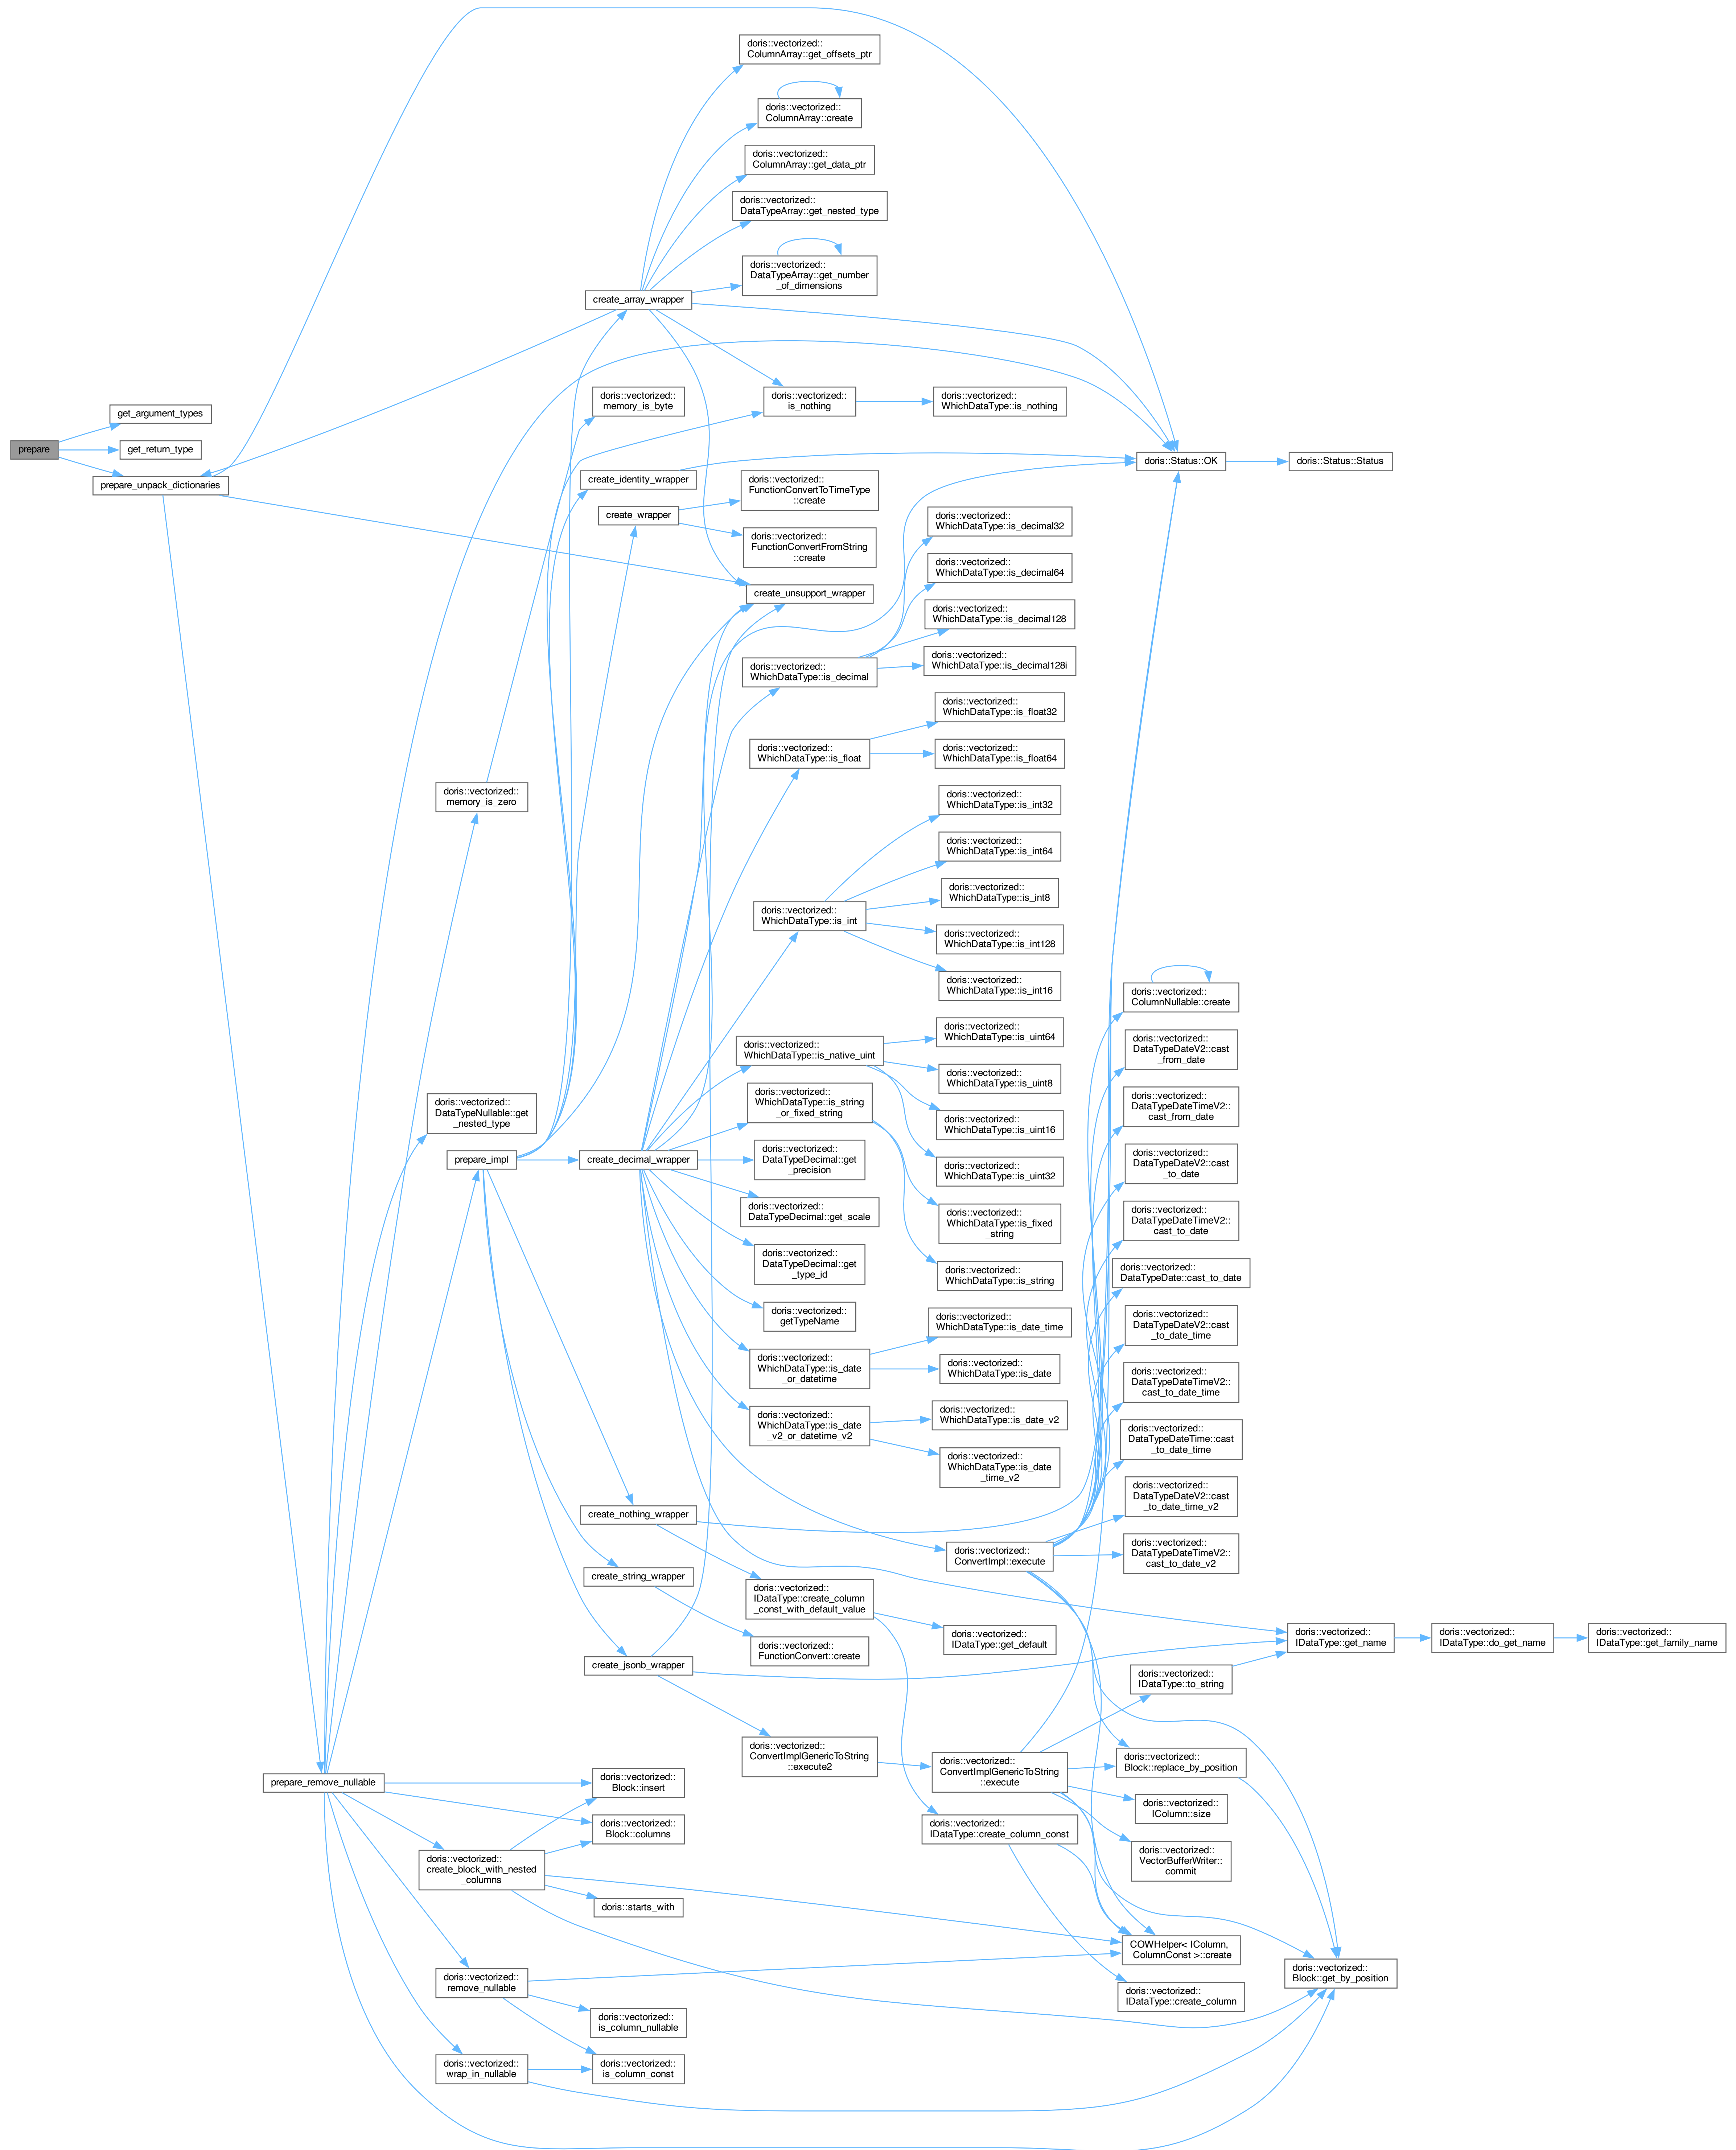 prepare
get_argument_types
get_return_type
prepare_unpack_dictionaries
prepare_remove_nullable
doris::vectorized::
memory_is_zero
doris::vectorized::
DataTypeNullable::get
_nested_type
prepare_impl
doris::vectorized::
create_block_with_nested
_columns
doris::vectorized::
remove_nullable
doris::vectorized::
wrap_in_nullable
create_array_wrapper
doris::vectorized::
memory_is_byte
create_identity_wrapper
create_wrapper
create_decimal_wrapper
create_nothing_wrapper
create_string_wrapper
create_jsonb_wrapper
doris::vectorized::
Block::insert
doris::vectorized::
Block::columns
doris::starts_with
doris::vectorized::
is_column_nullable
doris::vectorized::
is_column_const
doris::vectorized::
ColumnArray::get_offsets_ptr
doris::vectorized::
ColumnArray::create
doris::vectorized::
ColumnArray::get_data_ptr
doris::vectorized::
DataTypeArray::get_nested_type
doris::vectorized::
DataTypeArray::get_number
_of_dimensions
doris::vectorized::
is_nothing
doris::vectorized::
FunctionConvertToTimeType
::create
doris::vectorized::
FunctionConvertFromString
::create
create_unsupport_wrapper
doris::vectorized::
WhichDataType::is_decimal
doris::vectorized::
WhichDataType::is_float
doris::vectorized::
WhichDataType::is_int
doris::vectorized::
WhichDataType::is_native_uint
doris::vectorized::
WhichDataType::is_string
_or_fixed_string
doris::vectorized::
DataTypeDecimal::get
_precision
doris::vectorized::
DataTypeDecimal::get_scale
doris::vectorized::
DataTypeDecimal::get
_type_id
doris::vectorized::
getTypeName
doris::vectorized::
WhichDataType::is_date
_or_datetime
doris::vectorized::
WhichDataType::is_date
_v2_or_datetime_v2
doris::vectorized::
IDataType::create_column
_const_with_default_value
doris::vectorized::
FunctionConvert::create
doris::vectorized::
ConvertImplGenericToString
::execute2
doris::vectorized::
WhichDataType::is_nothing
doris::vectorized::
WhichDataType::is_decimal32
doris::vectorized::
WhichDataType::is_decimal64
doris::vectorized::
WhichDataType::is_decimal128
doris::vectorized::
WhichDataType::is_decimal128i
doris::vectorized::
WhichDataType::is_float32
doris::vectorized::
WhichDataType::is_float64
doris::vectorized::
WhichDataType::is_int32
doris::vectorized::
WhichDataType::is_int64
doris::vectorized::
WhichDataType::is_int8
doris::vectorized::
WhichDataType::is_int128
doris::vectorized::
WhichDataType::is_int16
doris::vectorized::
WhichDataType::is_uint64
doris::vectorized::
WhichDataType::is_uint8
doris::vectorized::
WhichDataType::is_uint16
doris::vectorized::
WhichDataType::is_uint32
doris::vectorized::
WhichDataType::is_fixed
_string
doris::vectorized::
WhichDataType::is_string
doris::vectorized::
WhichDataType::is_date_time
doris::vectorized::
WhichDataType::is_date
doris::vectorized::
WhichDataType::is_date_v2
doris::vectorized::
WhichDataType::is_date
_time_v2
doris::vectorized::
ConvertImpl::execute
doris::vectorized::
IDataType::get_default
doris::vectorized::
ConvertImplGenericToString
::execute
doris::vectorized::
IDataType::create_column_const
doris::Status::OK
doris::vectorized::
ColumnNullable::create
doris::vectorized::
DataTypeDateV2::cast
_from_date
doris::vectorized::
DataTypeDateTimeV2::
cast_from_date
doris::vectorized::
DataTypeDateV2::cast
_to_date
doris::vectorized::
DataTypeDateTimeV2::
cast_to_date
doris::vectorized::
DataTypeDate::cast_to_date
doris::vectorized::
DataTypeDateV2::cast
_to_date_time
doris::vectorized::
DataTypeDateTimeV2::
cast_to_date_time
doris::vectorized::
DataTypeDateTime::cast
_to_date_time
doris::vectorized::
DataTypeDateV2::cast
_to_date_time_v2
doris::vectorized::
DataTypeDateTimeV2::
cast_to_date_v2
doris::vectorized::
IDataType::to_string
doris::vectorized::
Block::replace_by_position
doris::vectorized::
IColumn::size
doris::vectorized::
VectorBufferWriter::
commit
COWHelper< IColumn,
ColumnConst >::create
doris::vectorized::
IDataType::create_column
doris::Status::Status
doris::vectorized::
IDataType::get_name
doris::vectorized::
Block::get_by_position
doris::vectorized::
IDataType::do_get_name
doris::vectorized::
IDataType::get_family_name